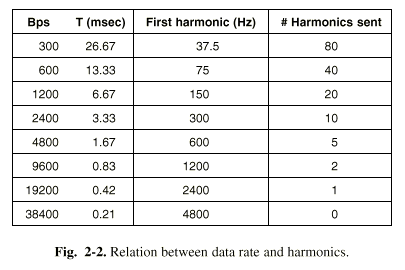 Bps T (msec) First harmonic (Hz) # Harmonics sent
300 26.67 37.5 80
600 13.33 75 40
1200 6.67 150 20
2400 3.33 300 10
4800 1.67 600 5
9600 0.83 1200 2
19200 0.42 2400 1
38400 0.21 4800 0
Fig. 2-2. Relation between data rate and harmonics.